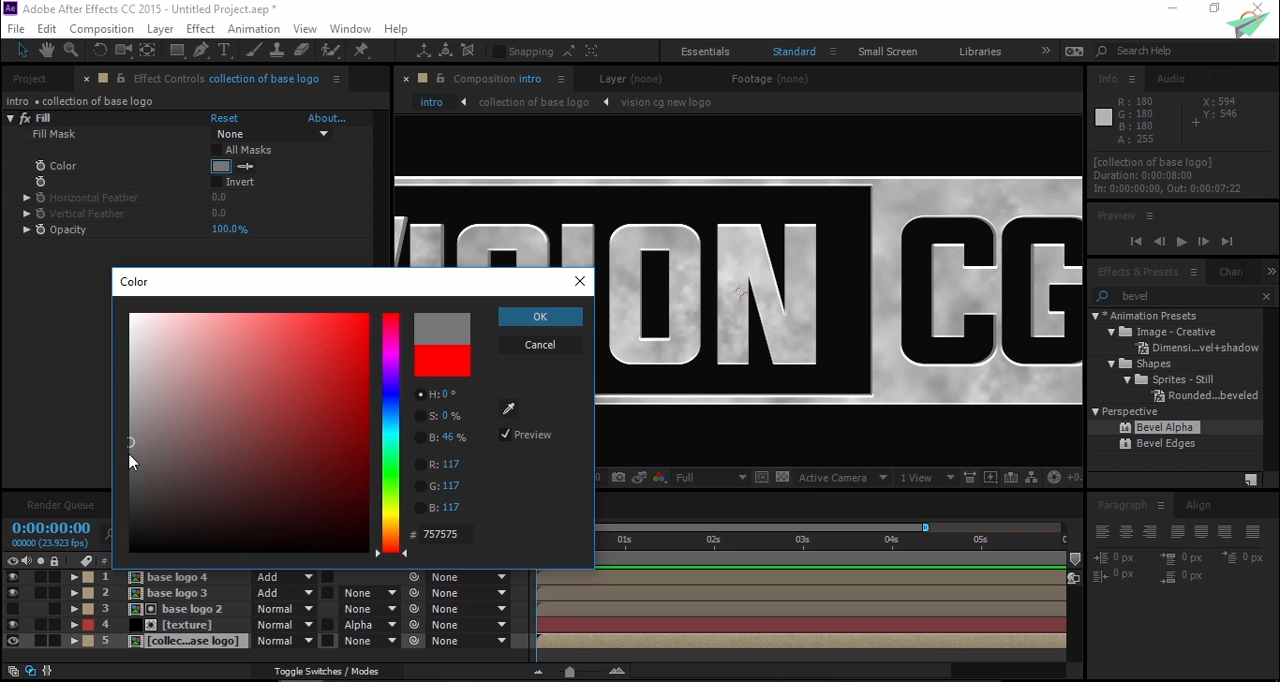 Ae Adobe After Effects CC 2015 - Untitled Project.aep *
File Edit Composition Layer Effect Animation View Window Help
Snapping Essentials Standard Small Screen Libraries Search Help
Project Effect Controls collection of base logo
intro • collection of base logo
fx Fill Reset About...
Fill Mask None
All Masks
Color
Invert
Horizontal Feather 0.0
Vertical Feather 0.0
Opacity 100.0%
Composition intro Layer (none) Footage (none)
intro collection of base logo vision cg new logo
VISION CG
Color
OK
Cancel
H: 0 °
S: 0 %
B: 46 %
Preview
R: 117
G: 117
B: 117
# 757575
Full Active Camera 1 View +0.
Info Audio
R: 180 X: 594
G: 180 Y: 546
B: 180
A: 255
[collection of base logo]
Duration: 0:00:08:00
In: 0:00:00:00, Out: 0:00:07:22
Preview
Effects & Presets Char
bevel
* Animation Presets
Image - Creative
Dimensi...vel+shadow
Shapes
Sprites - Still
Rounded...beveled
Perspective
Bevel Alpha
Bevel Edges
Paragraph Align
0 px 0 px 0 px
0 px 0 px
Render Queue
0:00:00:00
00000 (23.923 fps)
#
01s 02s 03s 04s 05s
1 base logo 4 Add None
2 base logo 3 Add None None
3 base logo 2 Normal None None
4 [texture] Normal Alpha None
5 [collec...ase logo] Normal None None
Toggle Switches / Modes